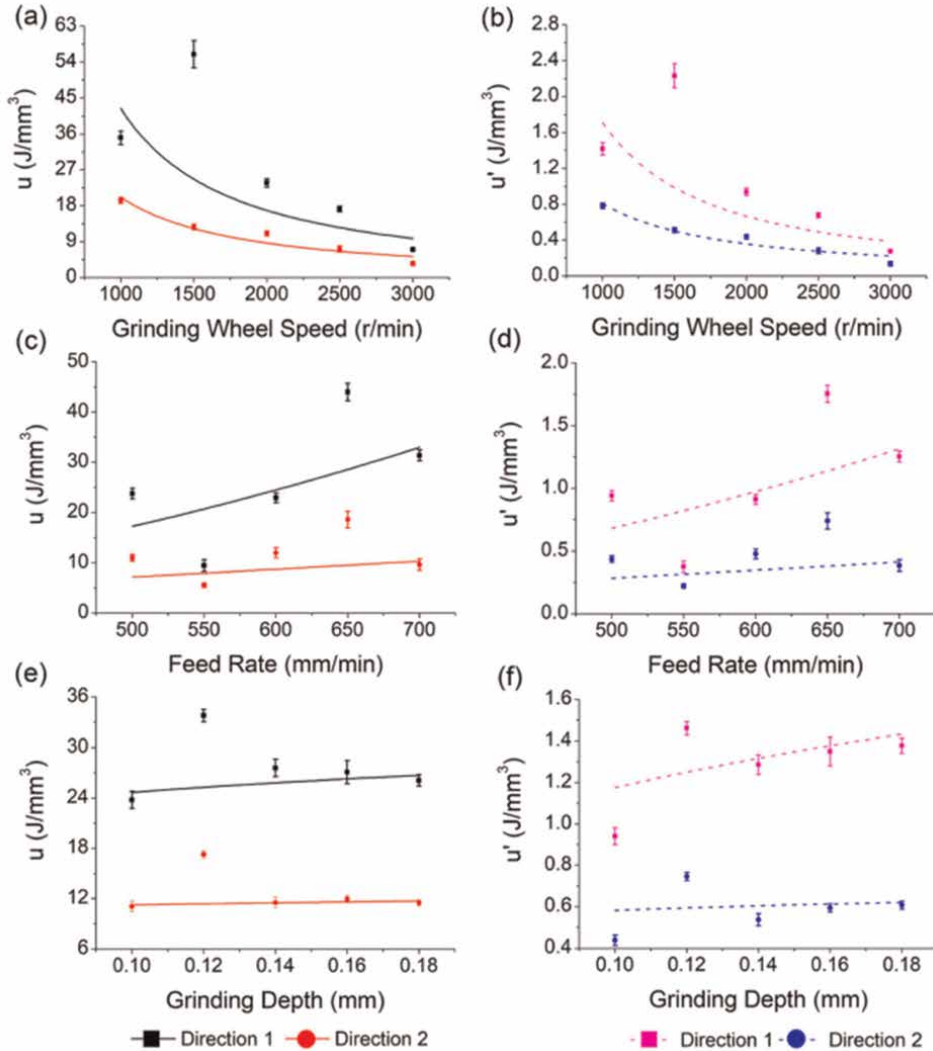 (a)
63
54
45
36
27
18
9
0
u (J/mm³)
1000 1500 2000 2500 3000
Grinding Wheel Speed (r/min)
(b)
2.8
2.4
2.0
1.6
1.2
0.8
0.4
0.0
u' (J/mm³)
1000 1500 2000 2500 3000
Grinding Wheel Speed (r/min)
(c)
50
40
30
20
10
0
u (J/mm³)
500 550 600 650 700
Feed Rate (mm/min)
(d)
2.0
1.5
1.0
0.5
0.0
u' (J/mm³)
500 550 600 650 700
Feed Rate (mm/min)
(e)
36
30
24
18
12
6
u (J/mm³)
0.10 0.12 0.14 0.16 0.18
Grinding Depth (mm)
(f)
1.6
1.4
1.2
1.0
0.8
0.6
0.4
u' (J/mm³)
0.10 0.12 0.14 0.16 0.18
Grinding Depth (mm)
Direction 1 Direction 2
Direction 1 Direction 2